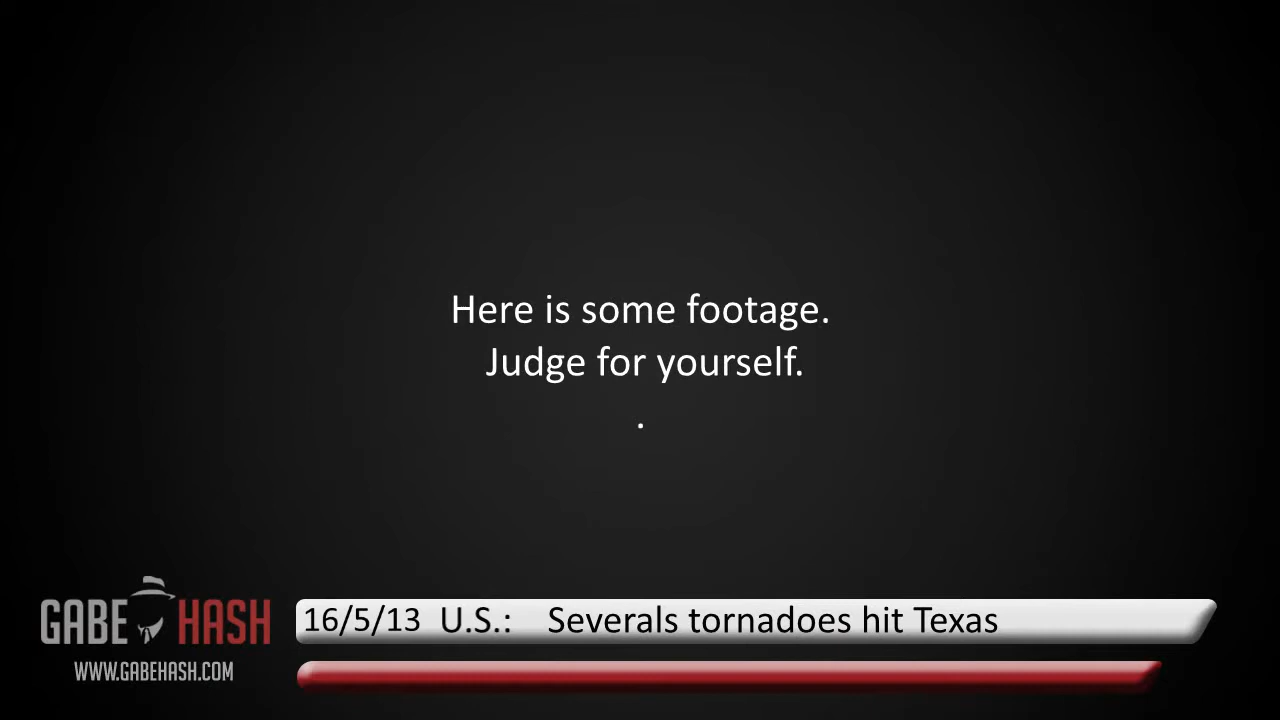 Here is some footage.
Judge for yourself.
.
GABE HASH
WWW.GABEHASH.COM
16/5/13 U.S.: Severals tornadoes hit Texas